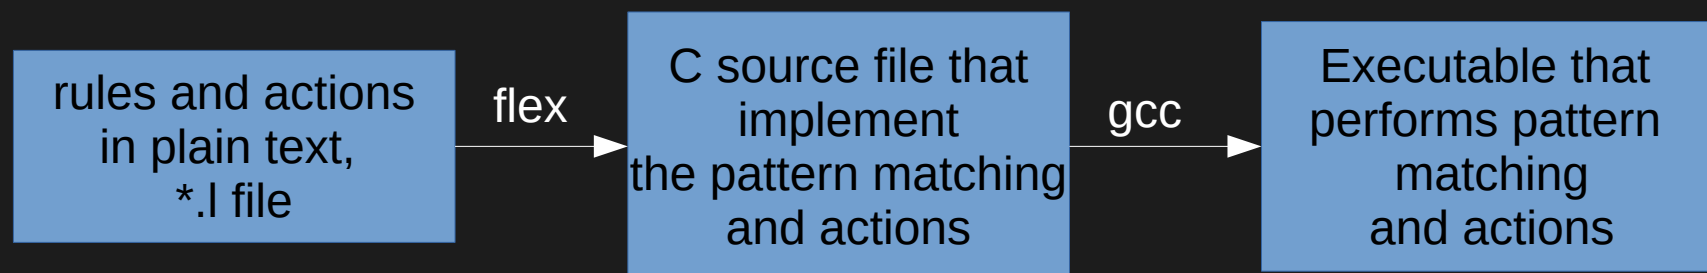 rules and actions
in plain text,
*.l file
flex
C source file that
implement
the pattern matching
and actions
gcc
Executable that
performs pattern
matching
and actions